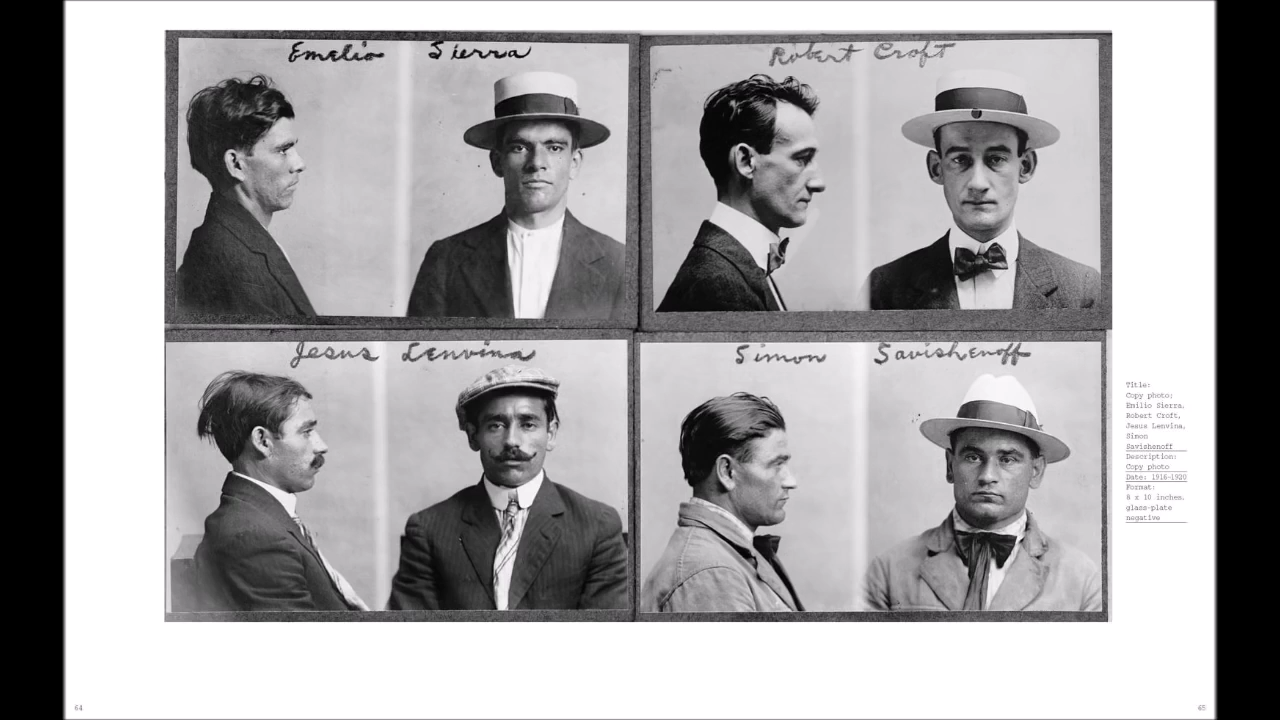 Emelio Sierra
Robert Croft
Jesus Lenvina
Simon Savishenoff
Title:
Copy photo:
Emilio Sierra,
Robert Croft,
Jesus Lenvina,
Simon
Savishenoff
Description:
Copy photo
Date: 1916–1920
Format:
8 x 10 inches,
glass-plate
negative
64
65